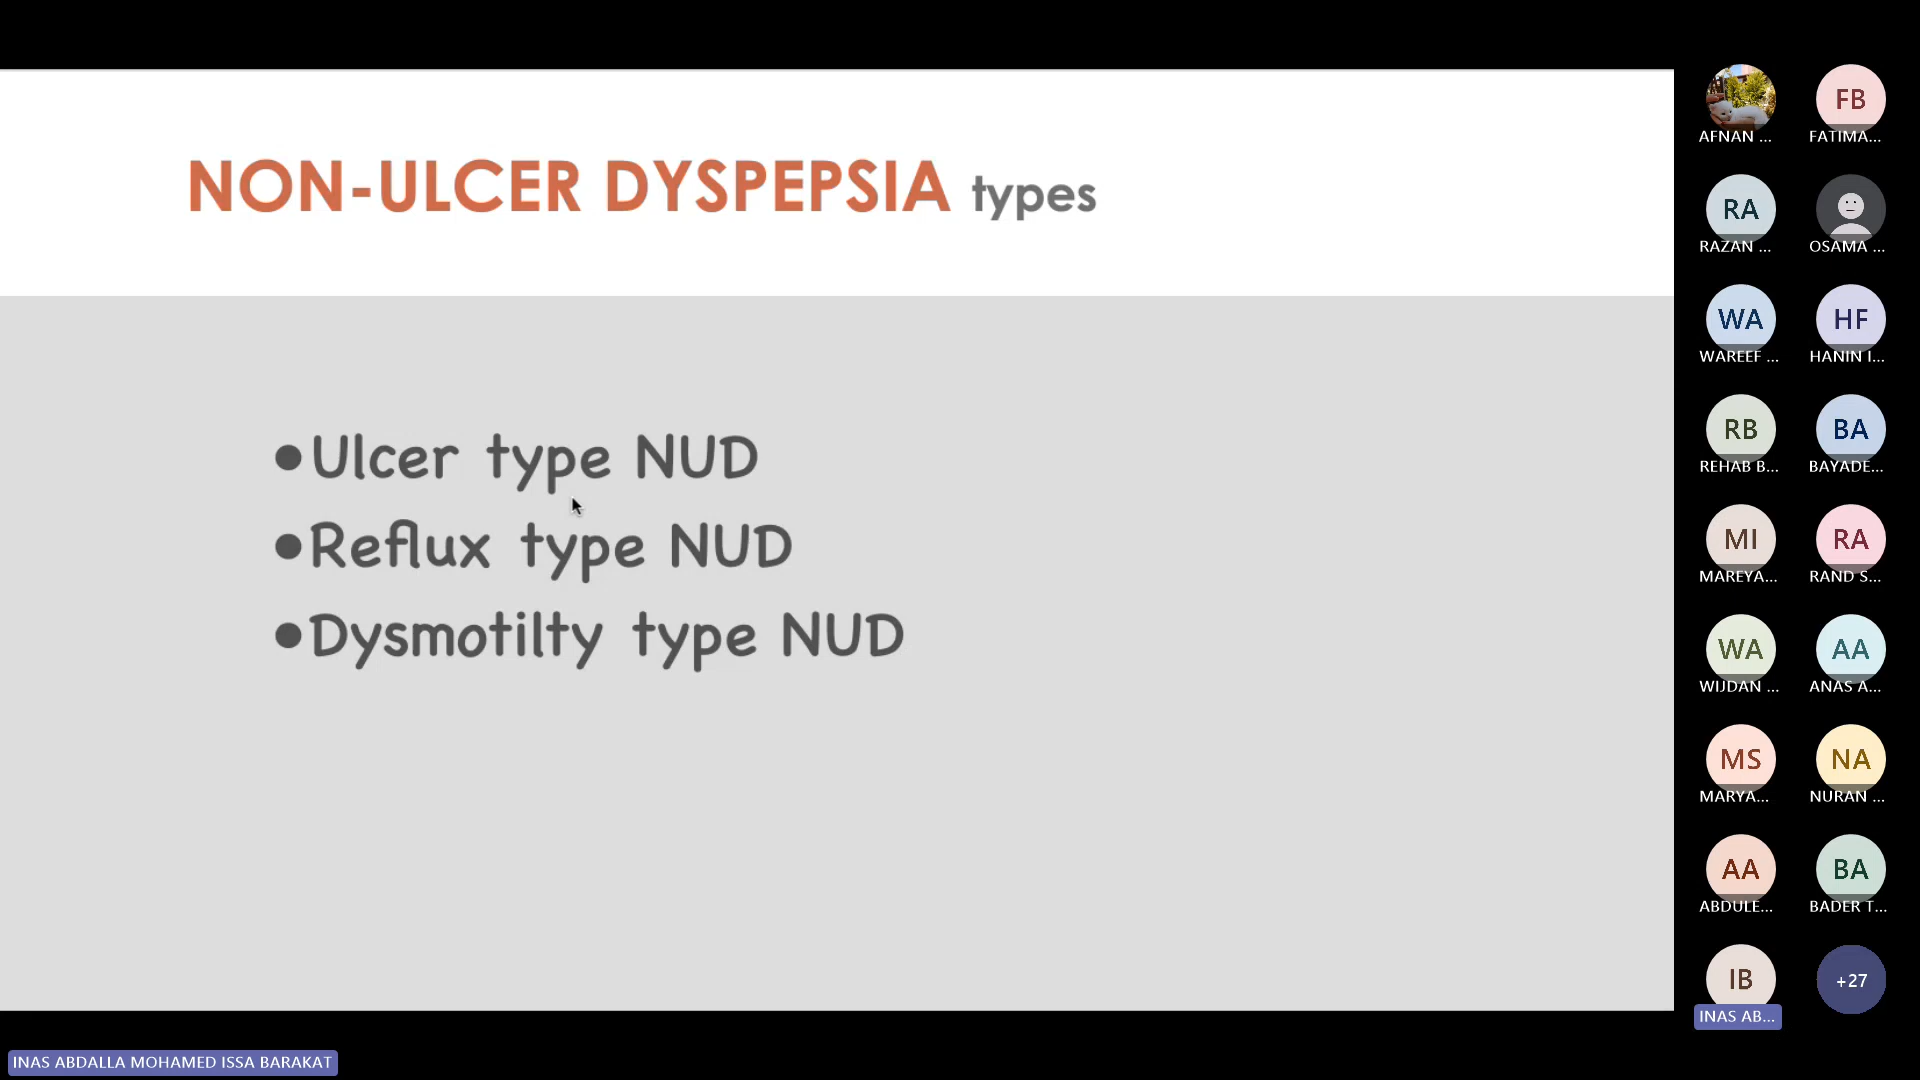 NON-ULCER DYSPEPSIA types
•Ulcer type NUD
•Reflux type NUD
•Dysmotilty type NUD
AFNAN ...
FB
FATIMA...
RA
RAZAN ...
OSAMA ...
WA
WAREEF ...
HF
HANIN I...
RB
REHAB B...
BA
BAYADE...
MI
MAREYA...
RA
RAND S...
WA
WIJDAN ...
AA
ANAS A...
MS
MARYA...
NA
NURAN ...
AA
ABDULE...
BA
BADER T...
IB
INAS AB...
+27
INAS ABDALLA MOHAMED ISSA BARAKAT